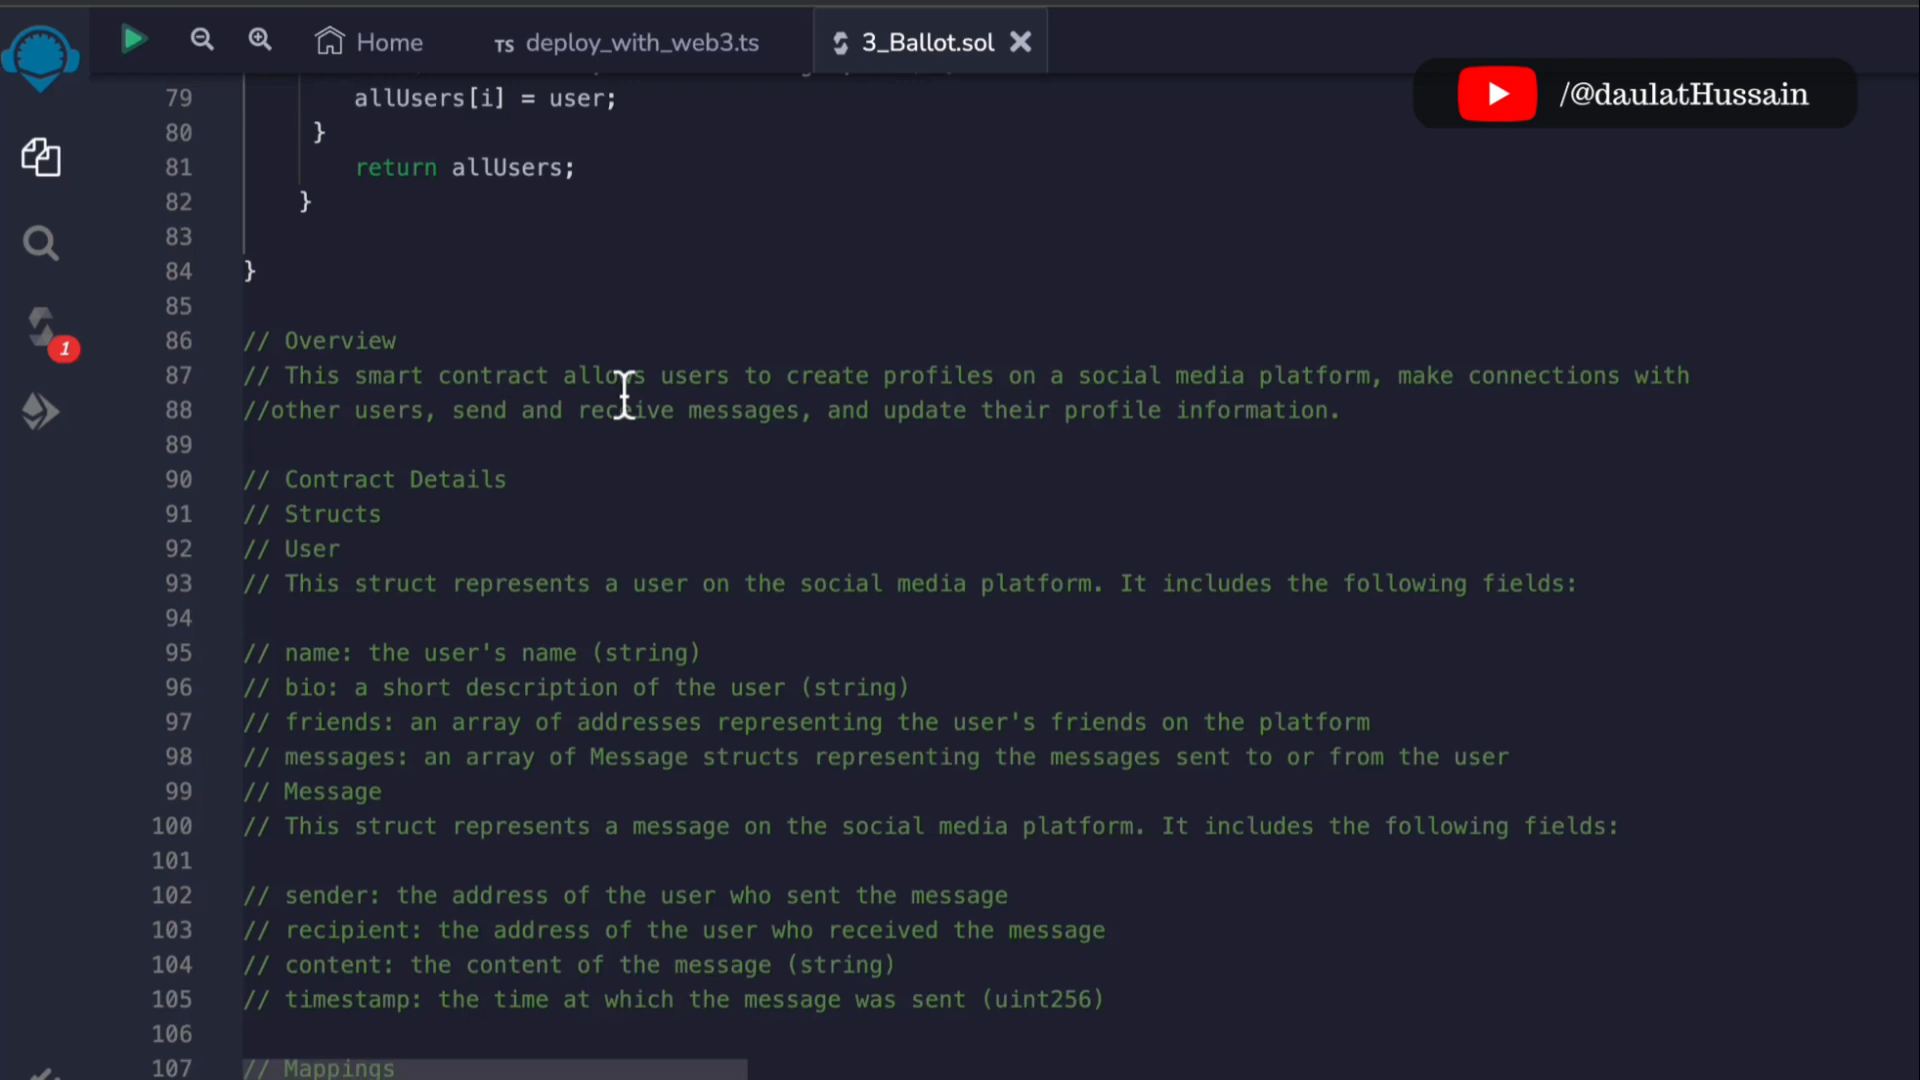 Home
TS deploy_with_web3.ts
3_Ballot.sol
/@daulatHussain
79 allUsers[i] = user;
80 }
81 return allUsers;
82 }
83
84 }
85
86 // Overview
87 // This smart contract allows users to create profiles on a social media platform, make connections with
88 //other users, send and receive messages, and update their profile information.
89
90 // Contract Details
91 // Structs
92 // User
93 // This struct represents a user on the social media platform. It includes the following fields:
94
95 // name: the user's name (string)
96 // bio: a short description of the user (string)
97 // friends: an array of addresses representing the user's friends on the platform
98 // messages: an array of Message structs representing the messages sent to or from the user
99 // Message
100 // This struct represents a message on the social media platform. It includes the following fields:
101
102 // sender: the address of the user who sent the message
103 // recipient: the address of the user who received the message
104 // content: the content of the message (string)
105 // timestamp: the time at which the message was sent (uint256)
106
107 // Mappings
1